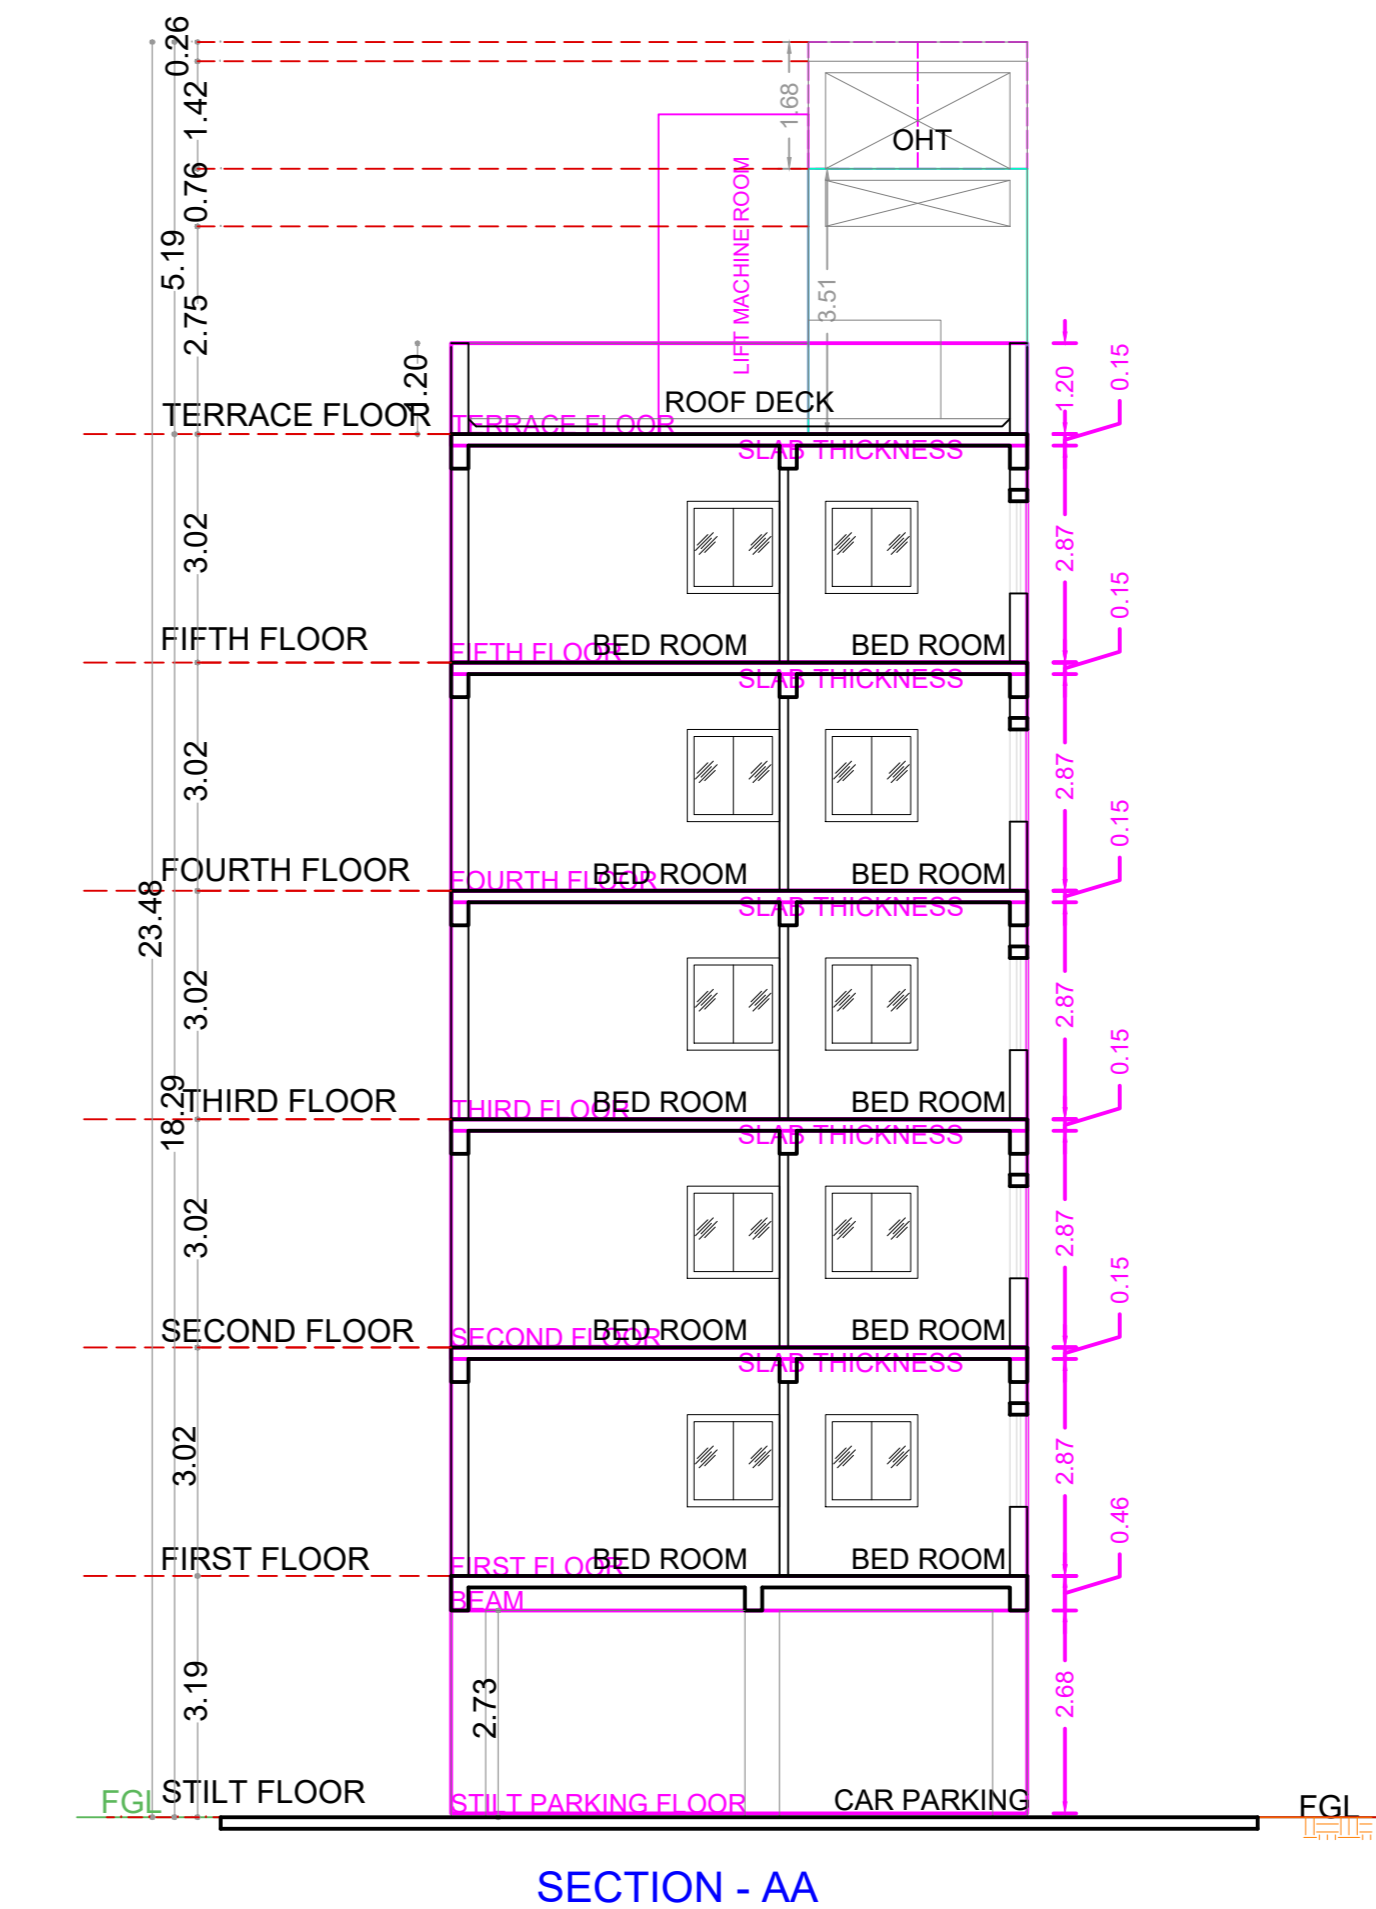 0.26
1.42
1.68
OHT
0.76
LIFT MACHINE ROOM
5.19
2.75
3.51
1.20
1.20
0.15
ROOF DECK
TERRACE FLOOR
TERRACE FLOOR
SLAB THICKNESS
3.02
2.87
0.15
FIFTH FLOOR
FIFTH FLOOR
BED ROOM
BED ROOM
SLAB THICKNESS
3.02
2.87
0.15
FOURTH FLOOR
FOURTH FLOOR
BED ROOM
BED ROOM
SLAB THICKNESS
23.48
3.02
2.87
0.15
18.29
THIRD FLOOR
THIRD FLOOR
BED ROOM
BED ROOM
SLAB THICKNESS
3.02
2.87
0.15
SECOND FLOOR
SECOND FLOOR
BED ROOM
BED ROOM
SLAB THICKNESS
3.02
2.87
0.46
FIRST FLOOR
FIRST FLOOR
BED ROOM
BED ROOM
BEAM
3.19
2.73
2.68
FGL
STILT FLOOR
STILT PARKING FLOOR
CAR PARKING
FGL
SECTION - AA